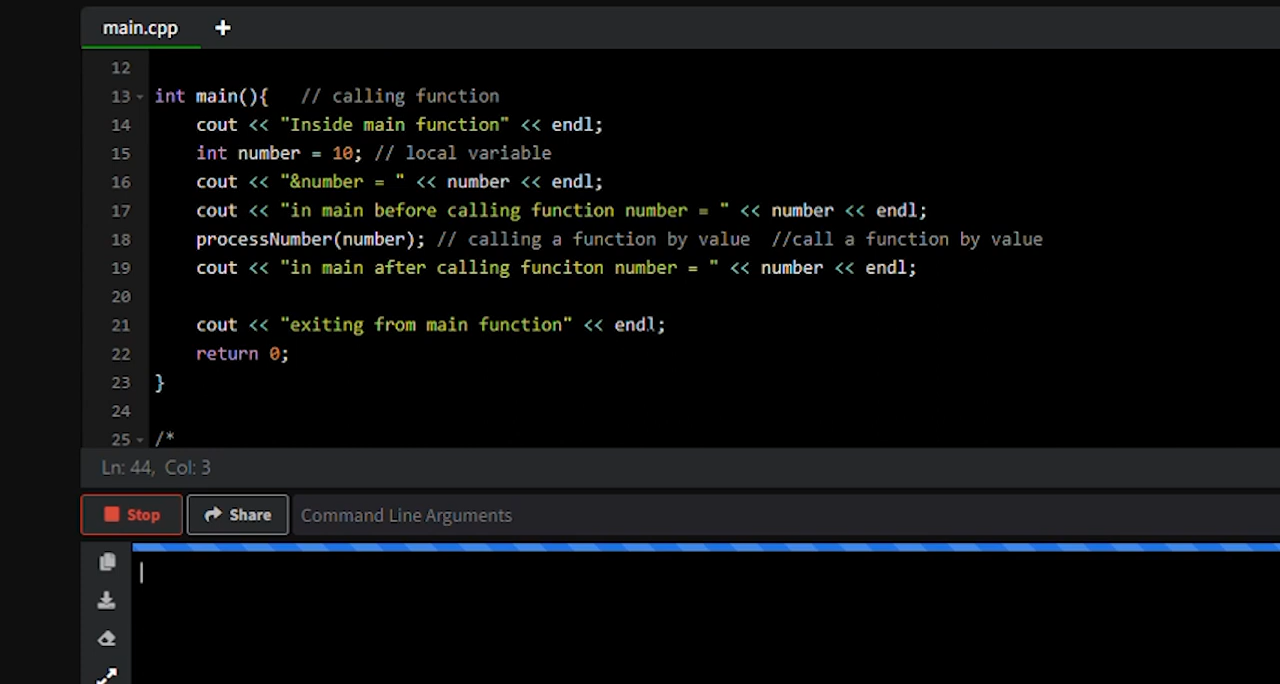 main.cpp +
12
13 int main(){   // calling function
14     cout << "Inside main function" << endl;
15     int number = 10; // local variable
16     cout << "&number = " << number << endl;
17     cout << "in main before calling function number = " << number << endl;
18     processNumber(number); // calling a function by value  //call a function by value
19     cout << "in main after calling funciton number = " << number << endl;
20
21     cout << "exiting from main function" << endl;
22     return 0;
23 }
24
25 /*
Ln: 44, Col: 3
Stop Share Command Line Arguments